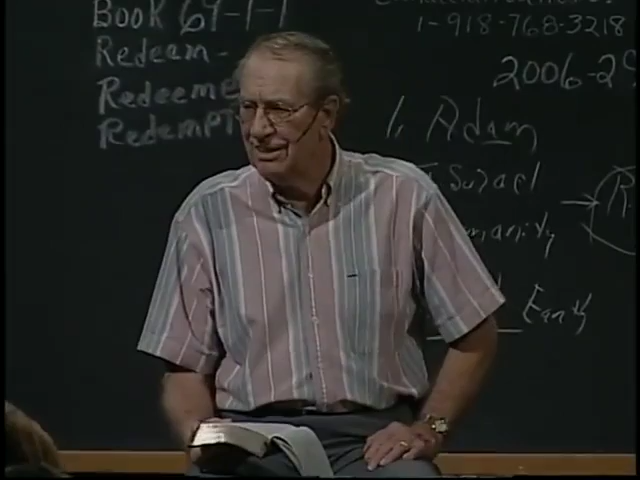 Book 69-1-1
Redeem -
Redeeme
Redempt
1-918-768-3218
2006-29
1. Adam
Israel
manity
Earth
R